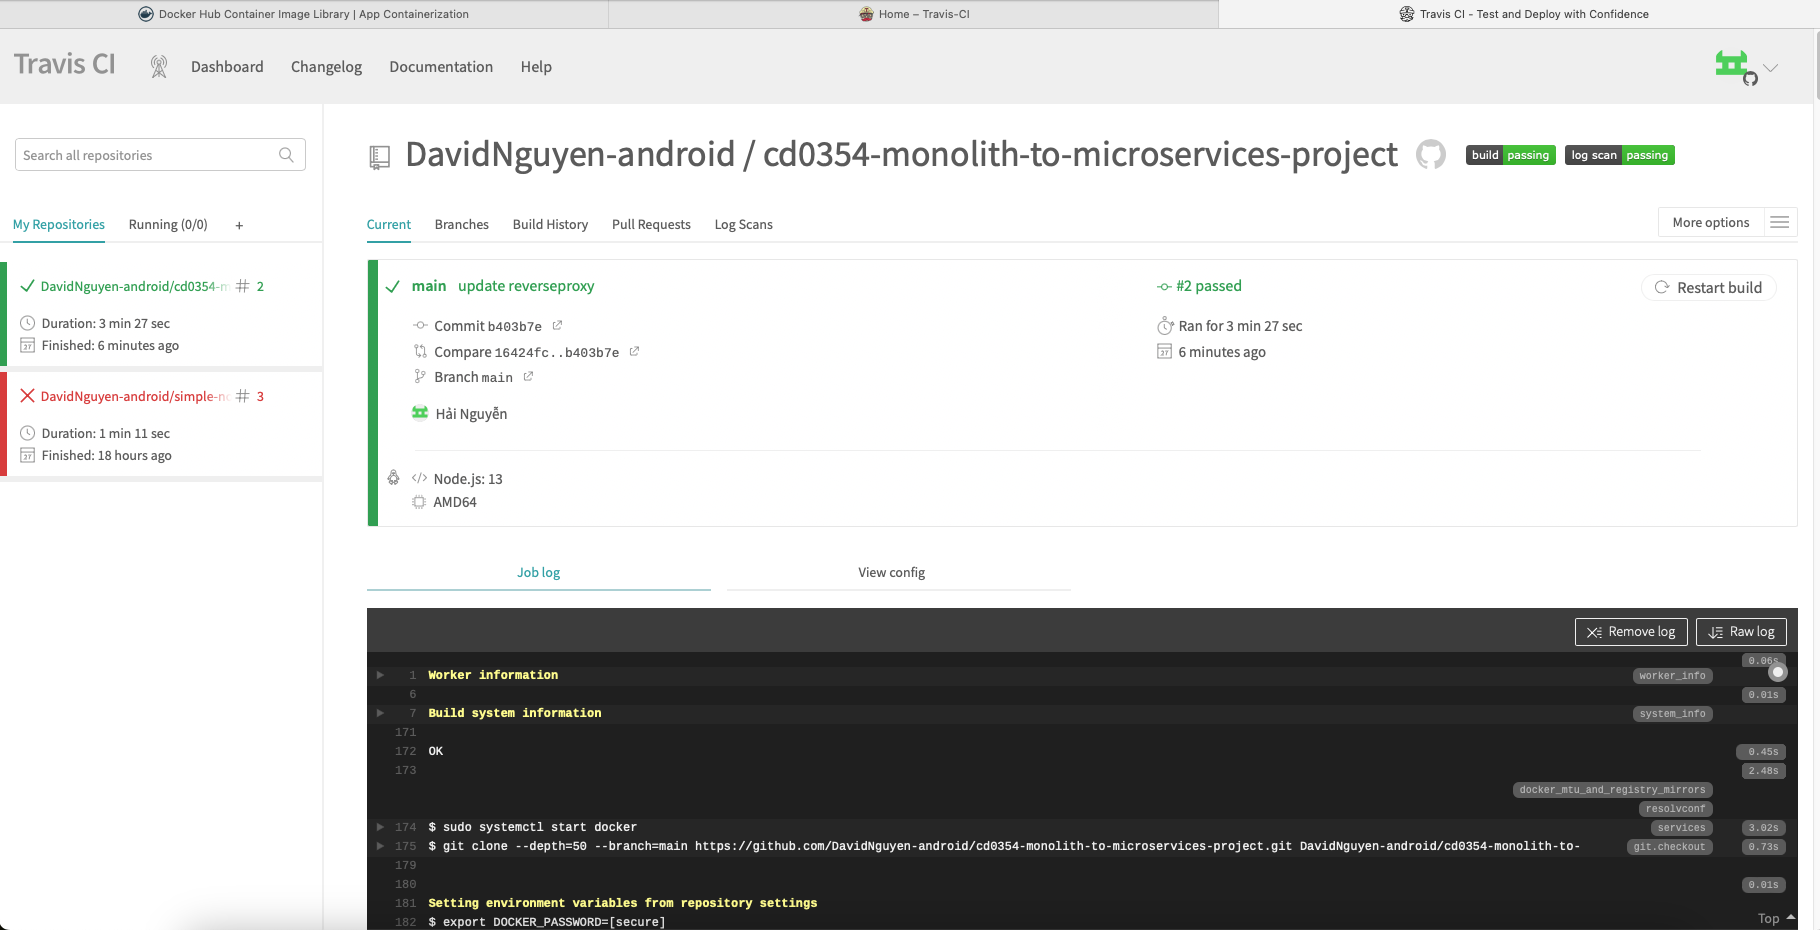 Docker Hub Container Image Library | App Containerization
Home – Travis-CI
Travis CI - Test and Deploy with Confidence
Travis CI
Dashboard
Changelog
Documentation
Help
Search all repositories
My Repositories
Running (0/0)
+
DavidNguyen-android/cd0354-m
# 2
Duration: 3 min 27 sec
Finished: 6 minutes ago
DavidNguyen-android/simple-no
# 3
Duration: 1 min 11 sec
Finished: 18 hours ago
DavidNguyen-android / cd0354-monolith-to-microservices-project
build passing
log scan passing
Current
Branches
Build History
Pull Requests
Log Scans
More options
main update reverseproxy
Commit b403b7e
Compare 16424fc..b403b7e
Branch main
Hải Nguyễn
#2 passed
Ran for 3 min 27 sec
6 minutes ago
Restart build
Node.js: 13
AMD64
Job log
View config
Remove log
Raw log
0.06s
1 Worker information worker_info
6 0.01s
7 Build system information system_info
171
172 OK 0.45s
173 2.48s
docker_mtu_and_registry_mirrors
resolvconf
174 $ sudo systemctl start docker services 3.02s
175 $ git clone --depth=50 --branch=main https://github.com/DavidNguyen-android/cd0354-monolith-to-microservices-project.git DavidNguyen-android/cd0354-monolith-to- git.checkout 0.73s
179
180 0.01s
181 Setting environment variables from repository settings
182 $ export DOCKER_PASSWORD=[secure]
Top